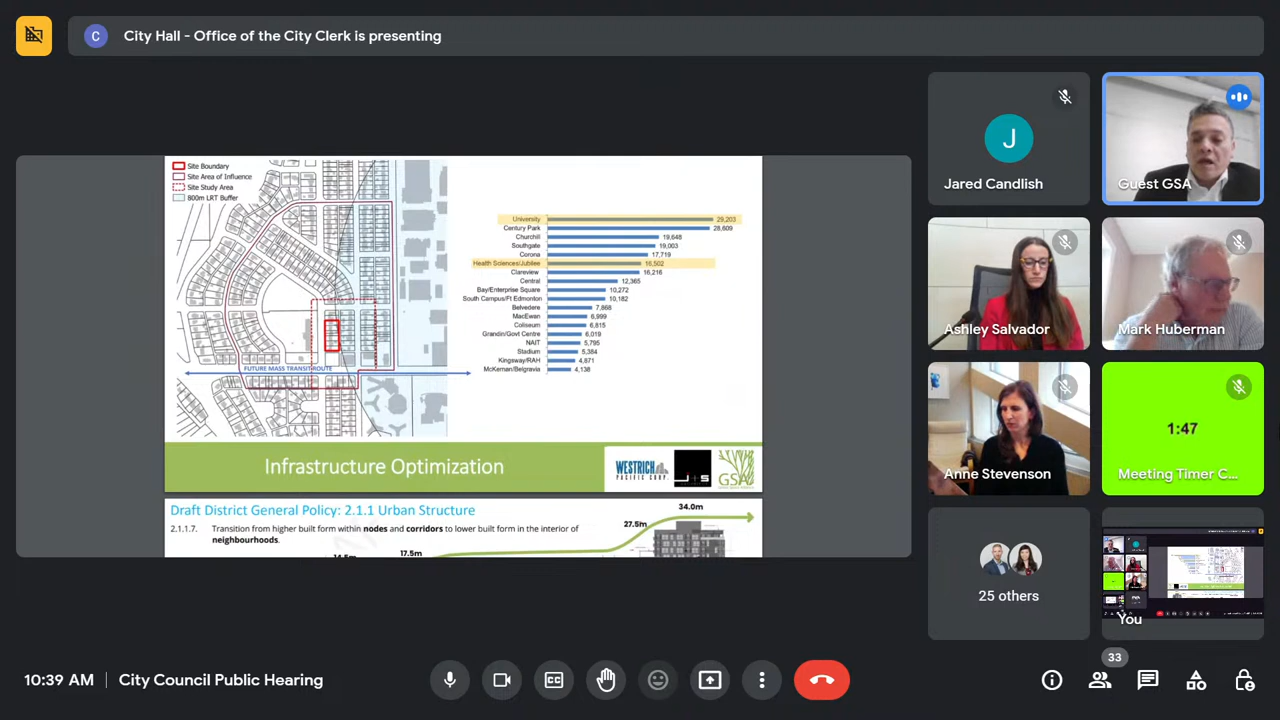 C
City Hall - Office of the City Clerk is presenting
Site Boundary
Site Area of Influence
Site Study Area
800m LRT Buffer
FUTURE MASS TRANSIT ROUTE
University 29,203
Century Park 28,609
Churchill 19,648
Southgate 19,003
Corona 17,719
Health Sciences/Jubilee 16,502
Clareview 16,216
Central 12,365
Bay/Enterprise Square 10,272
South Campus/Ft Edmonton 10,182
Belvedere 7,868
MacEwan 6,999
Coliseum 6,815
Grandin/Govt Centre 6,019
NAIT 5,795
Stadium 5,384
Kingsway/RAH 4,871
McKernan/Belgravia 4,138
Infrastructure Optimization
WESTRICH
PACIFIC CORP.
J+S
GSA
Draft District General Policy: 2.1.1 Urban Structure
2.1.1.7. Transition from higher built form within nodes and corridors to lower built form in the interior of
neighbourhoods.
34.0m
27.5m
17.5m
J
Jared Candlish
Guest GSA
Ashley Salvador
Mark Huberman
Anne Stevenson
1:47
Meeting Timer C...
25 others
You
10:39 AM
City Council Public Hearing
33